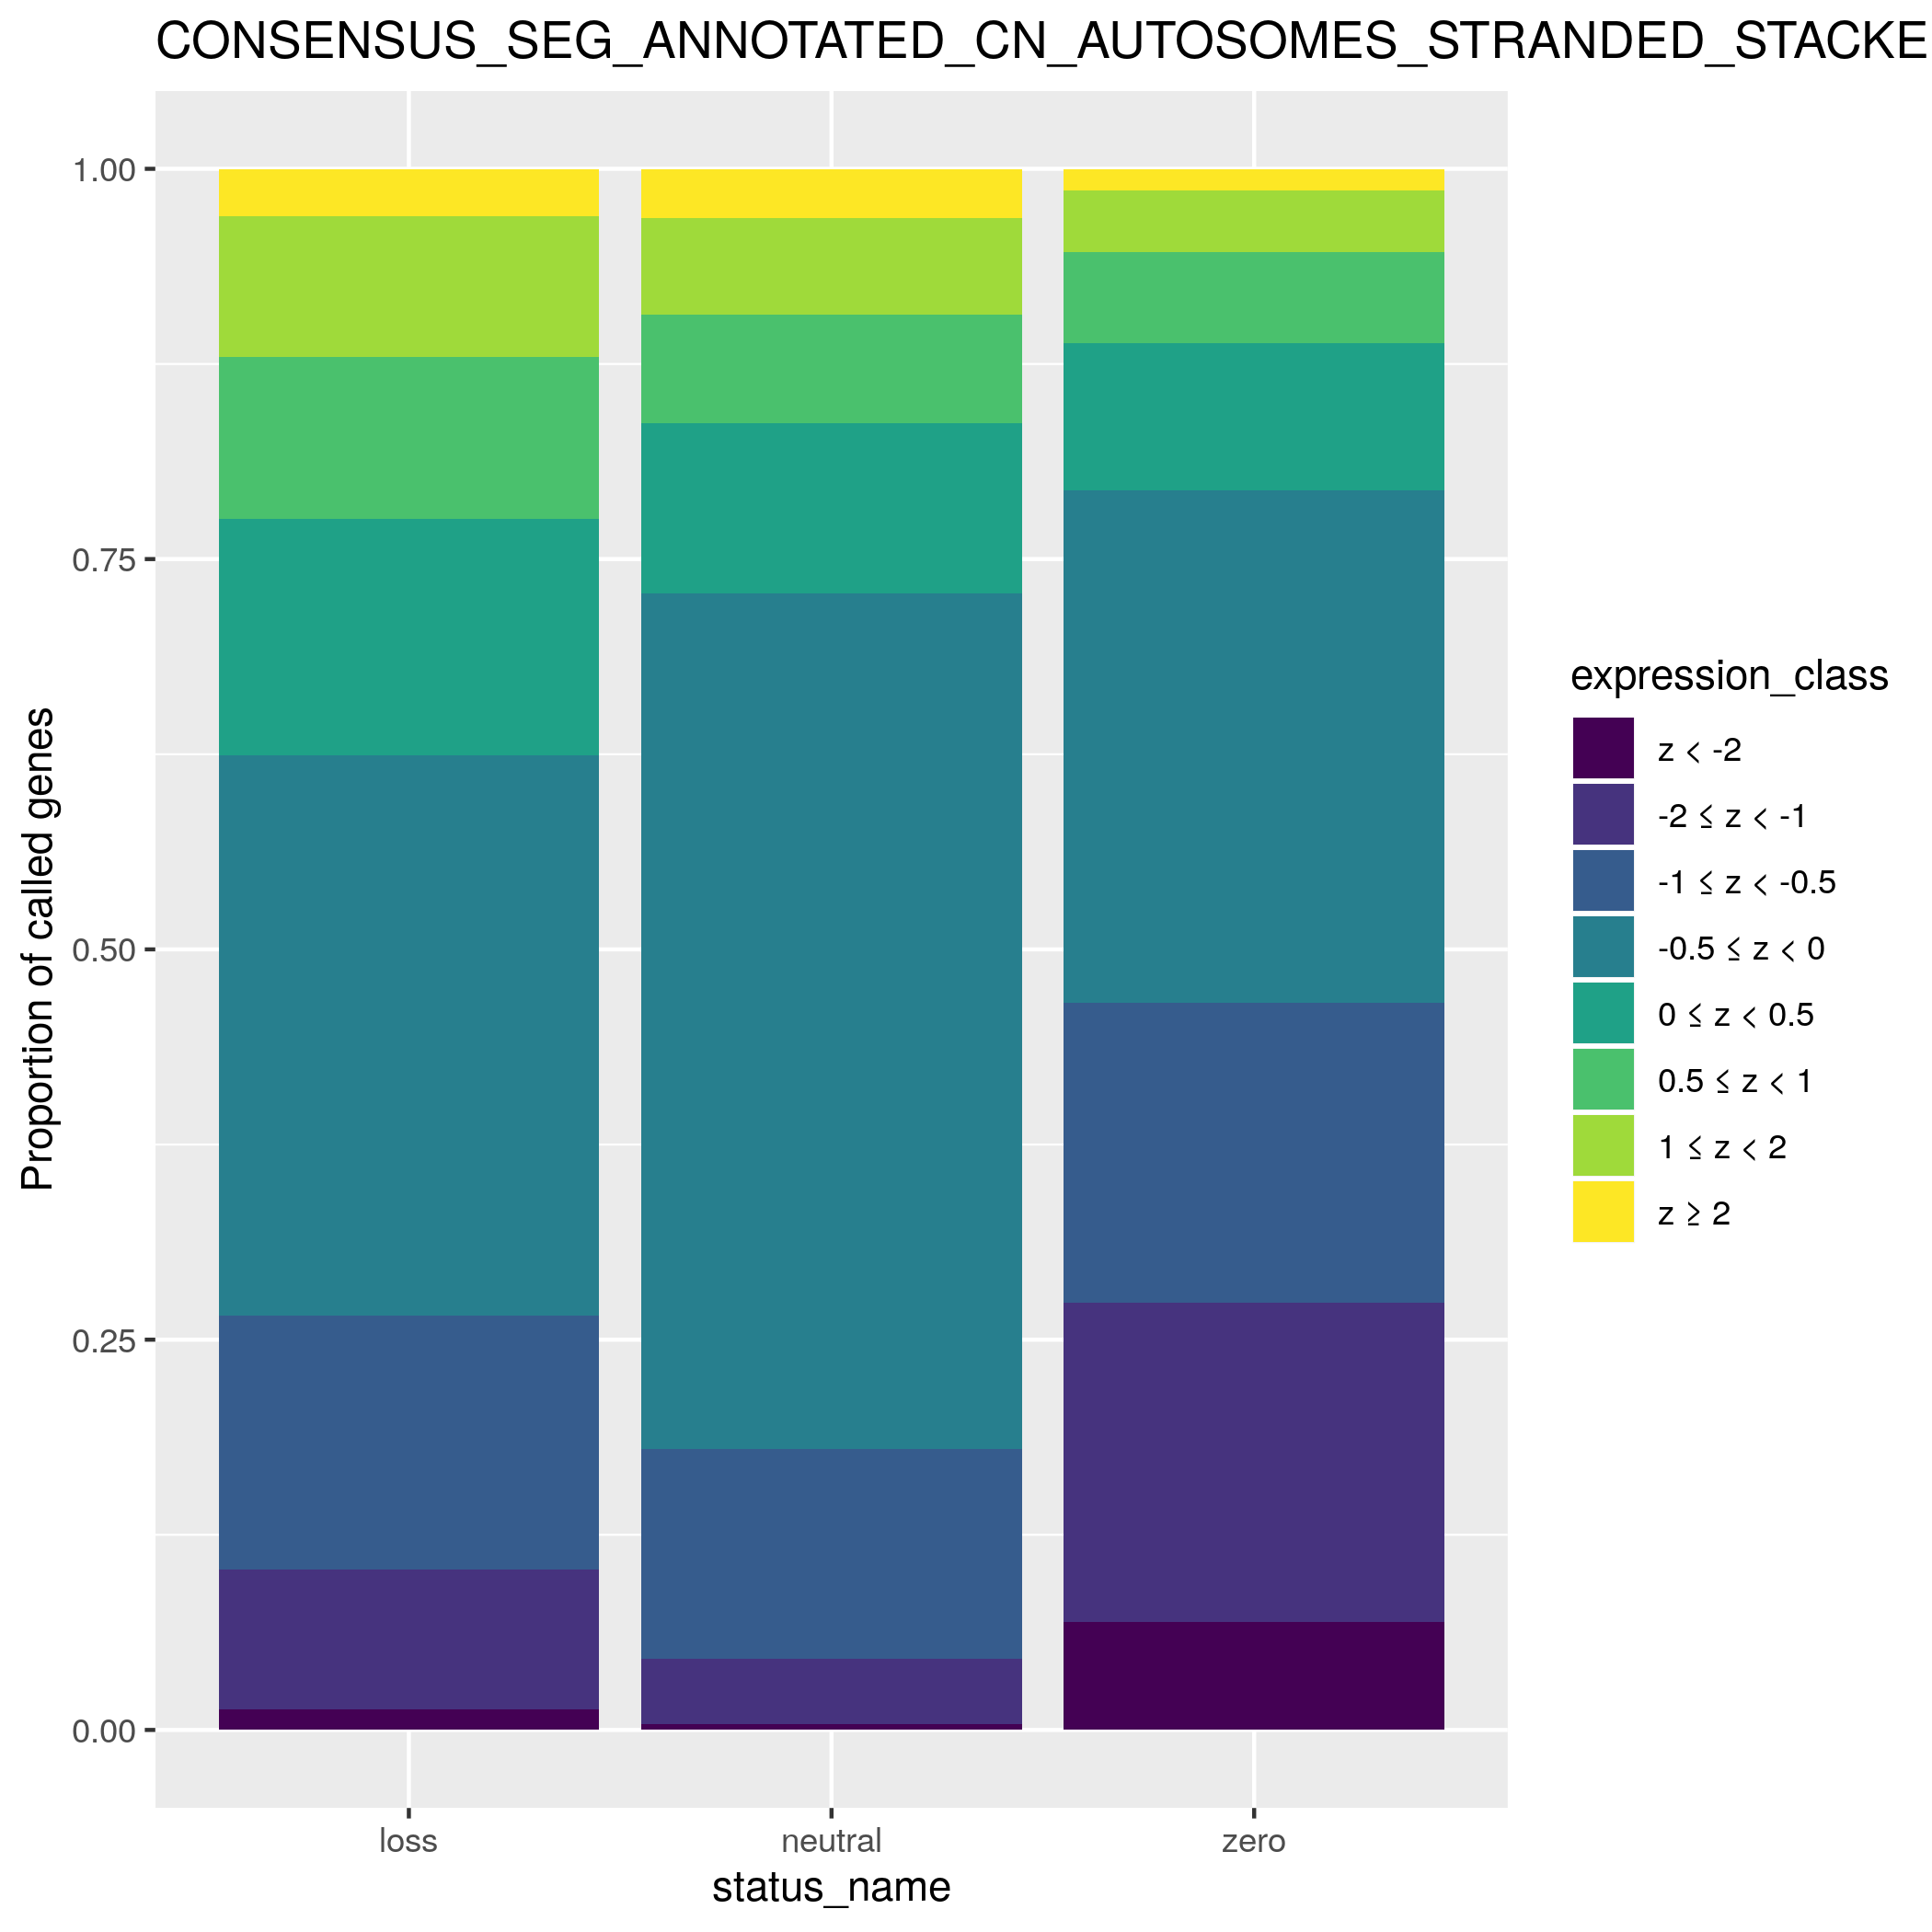 CONSENSUS_SEG_ANNOTATED_CN_AUTOSOMES_STRANDED_STACKE
1.00
0.75
0.50
0.25
0.00
Proportion of called genes
loss
neutral
zero
status_name
expression_class
z < -2
-2 ≤ z < -1
-1 ≤ z < -0.5
-0.5 ≤ z < 0
0 ≤ z < 0.5
0.5 ≤ z < 1
1 ≤ z < 2
z ≥ 2